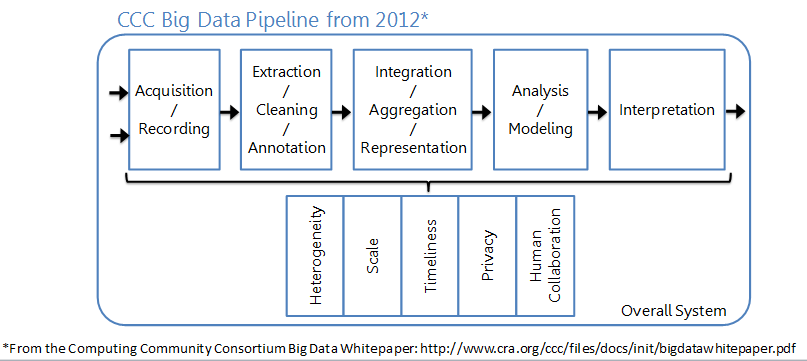 CCC Big Data Pipeline from 2012*
Acquisition
/
Recording
Extraction
/
Cleaning
/
Annotation
Integration
/
Aggregation
/
Representation
Analysis
/
Modeling
Interpretation
Heterogeneity
Scale
Timeliness
Privacy
Human
Collaboration
Overall System
*From the Computing Community Consortium Big Data Whitepaper: http://www.cra.org/ccc/files/docs/init/bigdatawhitepaper.pdf